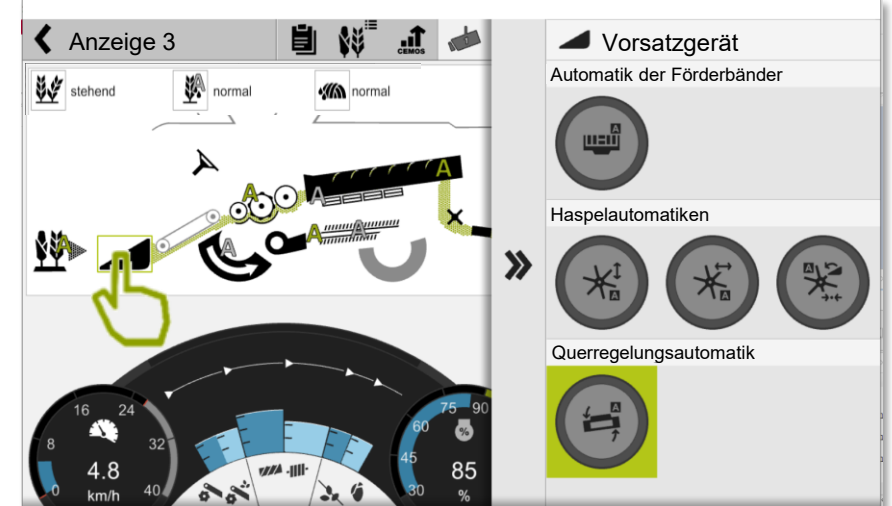 Anzeige 3
CEMOS
Vorsatzgerät
Automatik der Förderbänder
stehend
A
normal
normal
A
A
A
A
A
A
A
A
A
Haspelautomatiken
A
A
A
Querregelungsautomatik
A
16
24
8
32
4.8
0
40
km/h
75
90
60
%
45
85
30
%